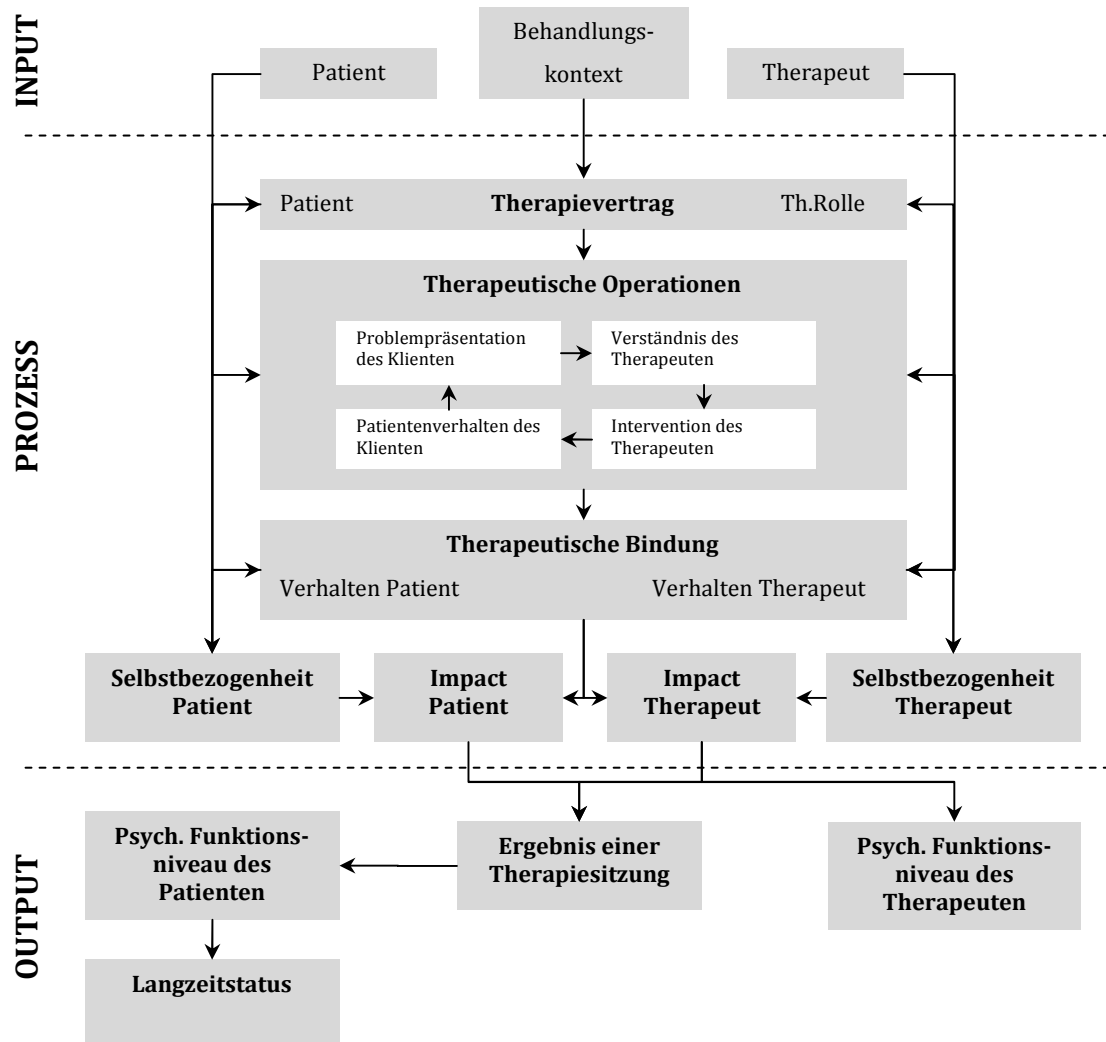 INPUT
Patient
Behandlungs-
kontext
Therapeut
PROZESS
Patient Therapievertrag Th.Rolle
Therapeutische Operationen
Problempräsentation
des Klienten
Verständnis des
Therapeuten
Patientenverhalten des
Klienten
Intervention des
Therapeuten
Therapeutische Bindung
Verhalten Patient Verhalten Therapeut
Selbstbezogenheit
Patient
Impact
Patient
Impact
Therapeut
Selbstbezogenheit
Therapeut
OUTPUT
Psych. Funktions-
niveau des
Patienten
Ergebnis einer
Therapiesitzung
Psych. Funktions-
niveau des
Therapeuten
Langzeitstatus